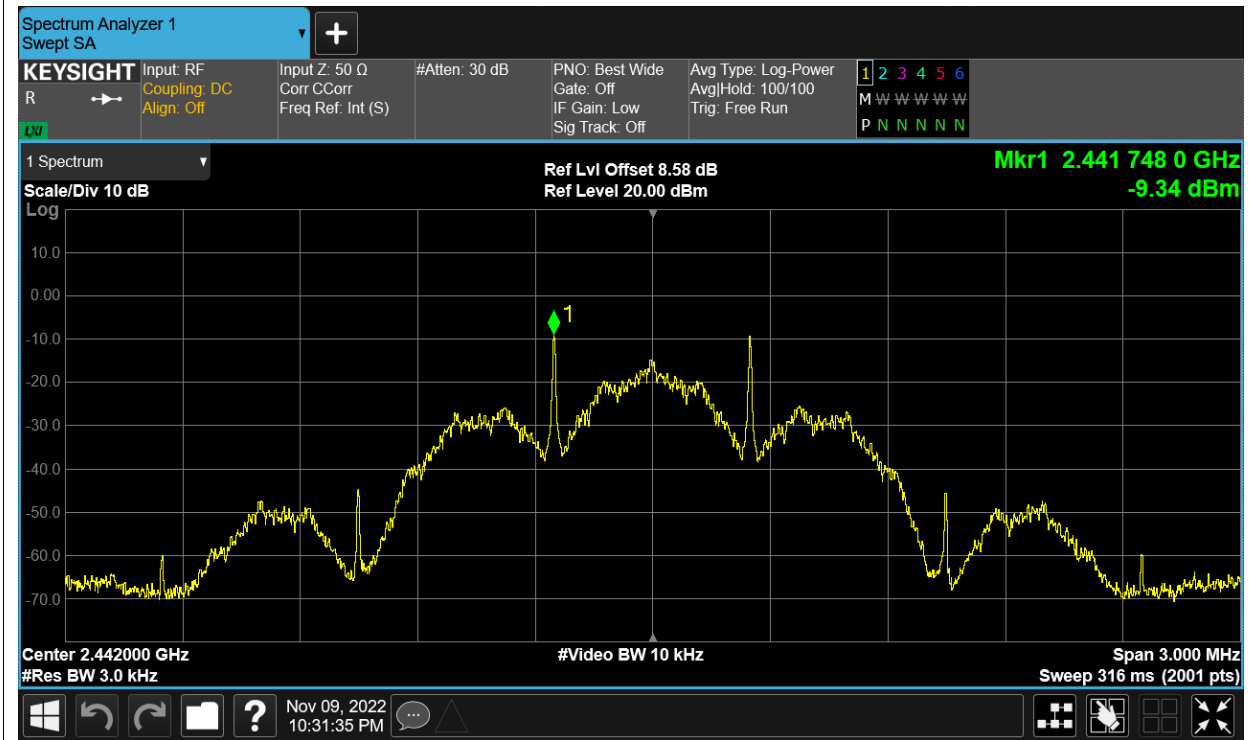 Spectrum Analyzer 1
Swept SA
KEYSIGHT
R
LXI
Input: RF
Coupling: DC
Align: Off
Input Z: 50 Ω
Corr CCorr
Freq Ref: Int (S)
#Atten: 30 dB
PNO: Best Wide
Gate: Off
IF Gain: Low
Sig Track: Off
Avg Type: Log-Power
Avg|Hold: 100/100
Trig: Free Run
1 2 3 4 5 6
M W W W W W
P N N N N N
1 Spectrum
Scale/Div 10 dB
Ref Lvl Offset 8.58 dB
Ref Level 20.00 dBm
Mkr1 2.441 748 0 GHz
-9.34 dBm
Log
10.0
0.00
-10.0
-20.0
-30.0
-40.0
-50.0
-60.0
-70.0
1
Center 2.442000 GHz
#Video BW 10 kHz
Span 3.000 MHz
#Res BW 3.0 kHz
Sweep 316 ms (2001 pts)
?
Nov 09, 2022
10:31:35 PM